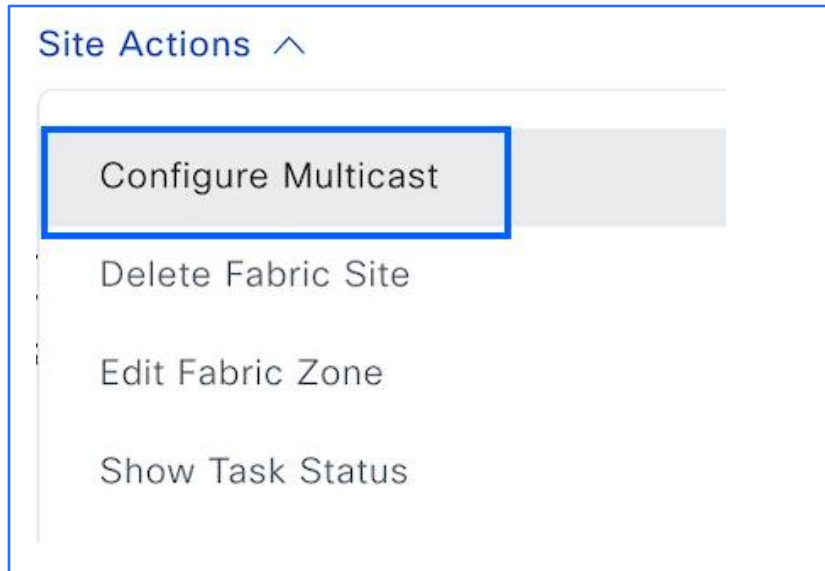 Site Actions
Configure Multicast
Delete Fabric Site
Edit Fabric Zone
Show Task Status